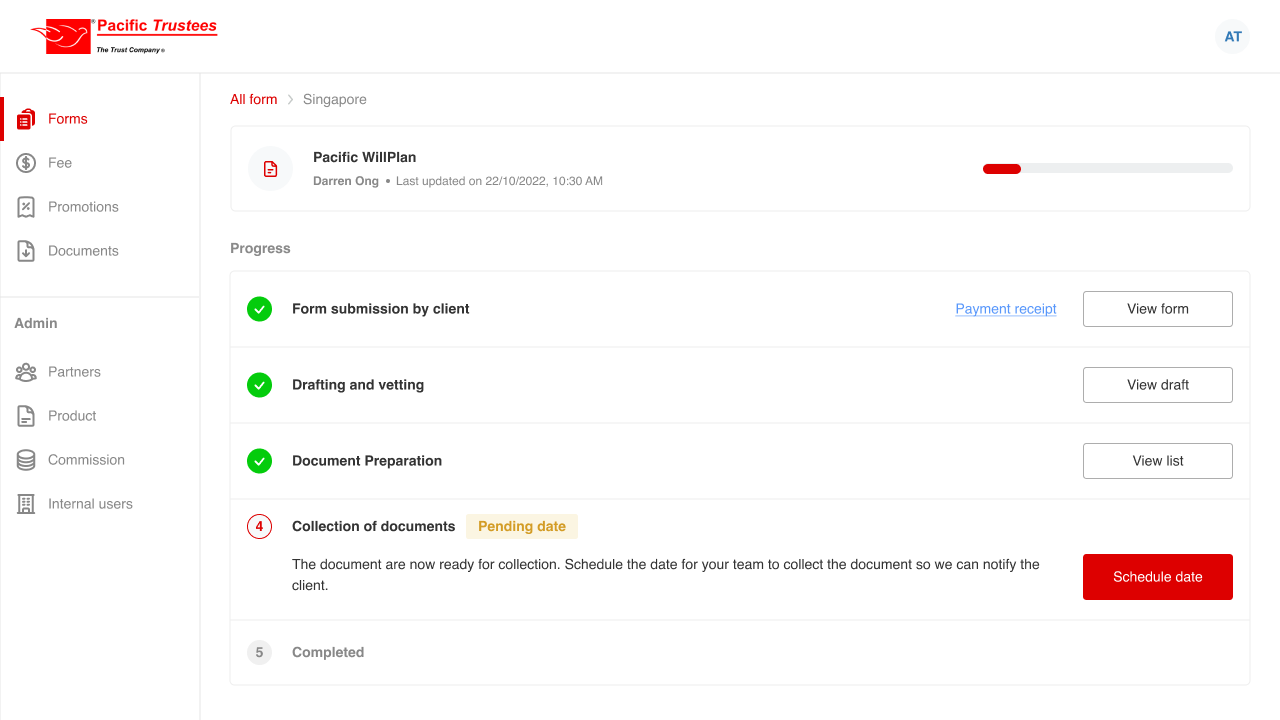 Pacific Trustees
The Trust Company ®
AT
Forms
Fee
Promotions
Documents
Admin
Partners
Product
Commission
Internal users
All form > Singapore
Pacific WillPlan
Darren Ong • Last updated on 22/10/2022, 10:30 AM
Progress
Form submission by client
Payment receipt
View form
Drafting and vetting
View draft
Document Preparation
View list
4 Collection of documents Pending date
The document are now ready for collection. Schedule the date for your team to collect the document so we can notify the
client.
Schedule date
5 Completed